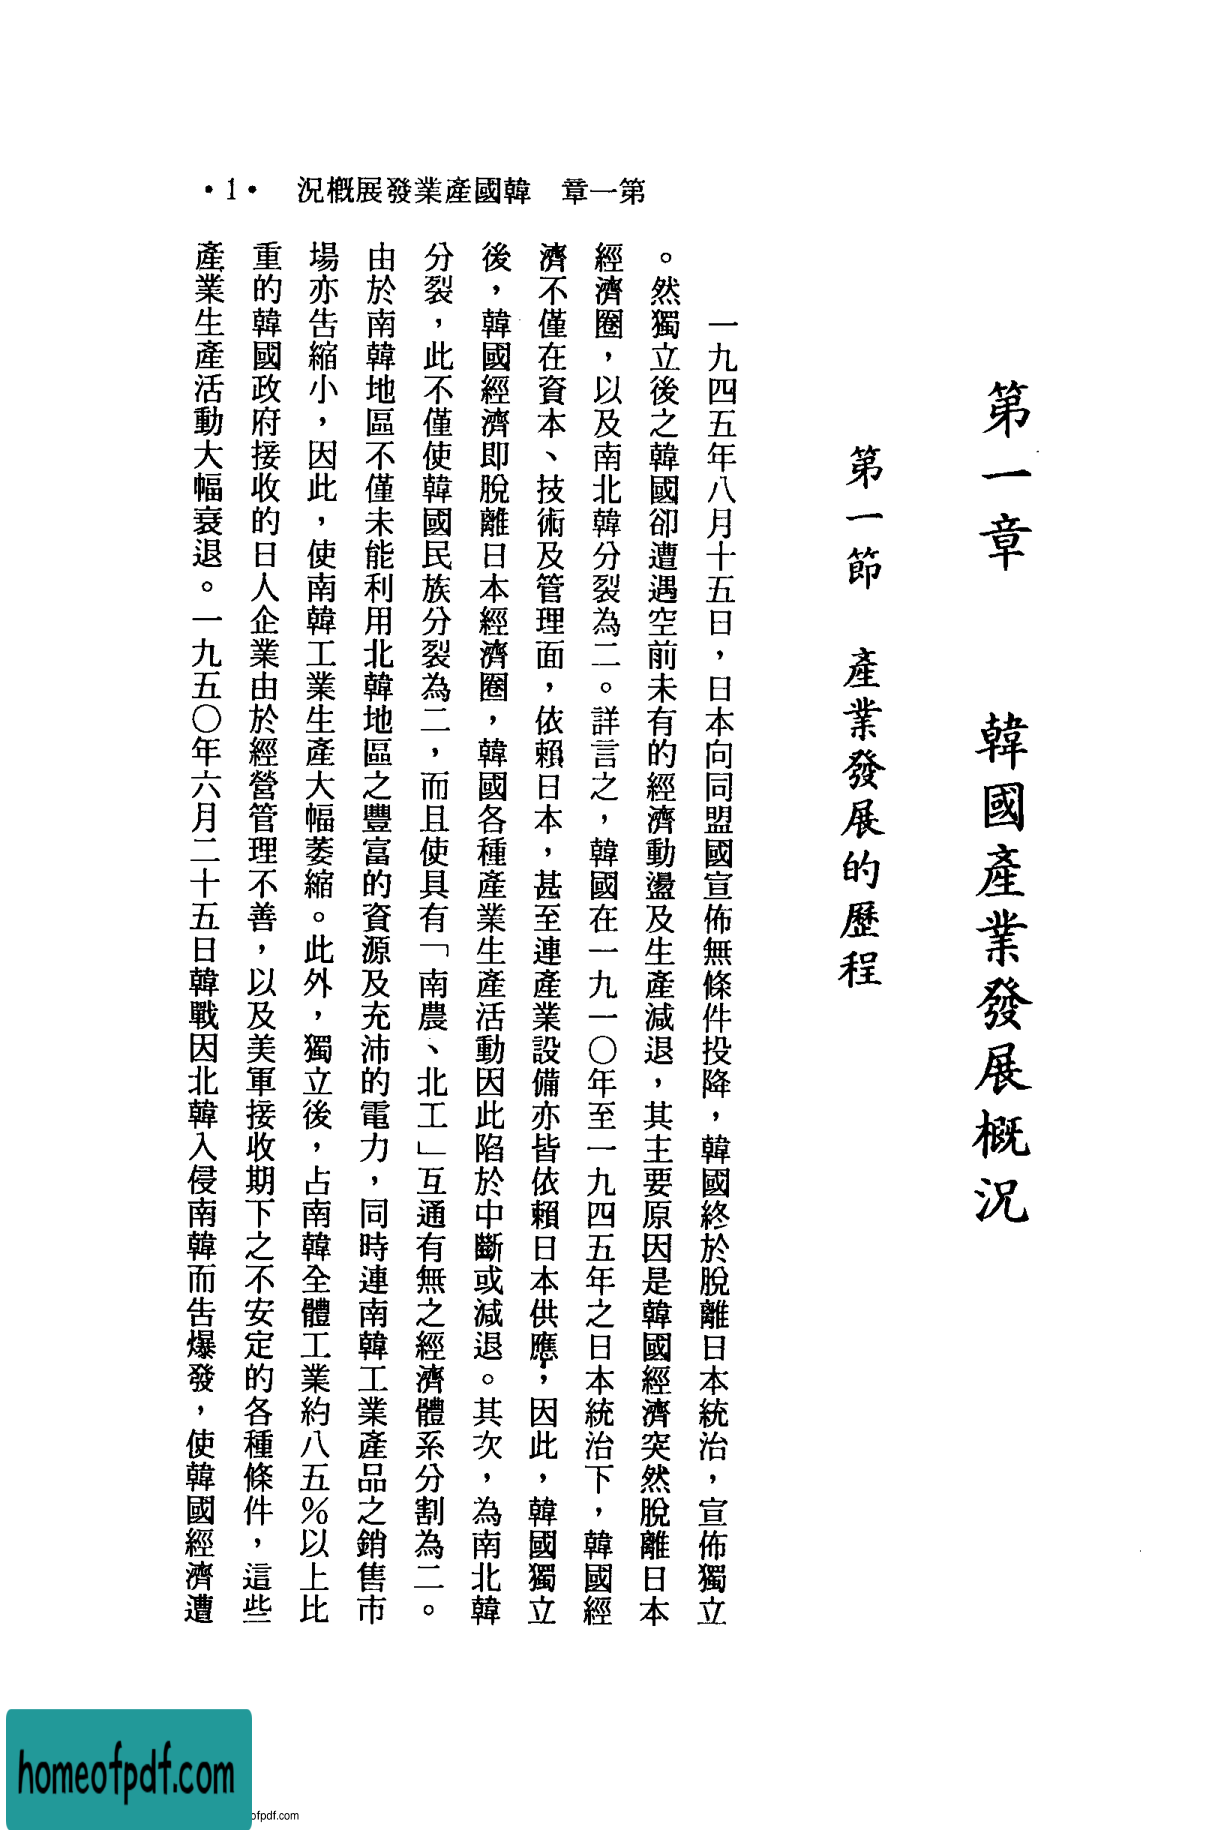 第一章　韓國產業發展概況　•1•
第一章　韓國產業發展概況
第一節　產業發展的歷程
一九四五年八月十五日，日本向同盟國宣佈無條件投降，韓國終於脫離日本統治，宣佈獨立
。然獨立後之韓國卻遭遇空前未有的經濟動盪及生產減退，其主要原因是韓國經濟突然脫離日本
經濟圈，以及南北韓分裂為二。詳言之，韓國在一九一〇年至一九四五年之日本統治下，韓國經
濟不僅在資本、技術及管理面，依賴日本，甚至連產業設備亦皆依賴日本供應，因此，韓國獨立
後，韓國經濟即脫離日本經濟圈，韓國各種產業生產活動因此陷於中斷或減退。其次，為南北韓
分裂，此不僅使韓國民族分裂為二，而且使具有「南農、北工」互通有無之經濟體系分割為二。
由於南韓地區不僅未能利用北韓地區之豐富的資源及充沛的電力，同時連南韓工業產品之銷售市
場亦告縮小，因此，使南韓工業生產大幅萎縮。此外，獨立後，占南韓全體工業約八五%以上比
重的韓國政府接收的日人企業由於經營管理不善，以及美軍接收期下之不安定的各種條件，這些
產業生產活動大幅衰退。一九五〇年六月二十五日韓戰因北韓入侵南韓而告爆發，使韓國經濟遭
homeofpdf.com
ofpdf.com